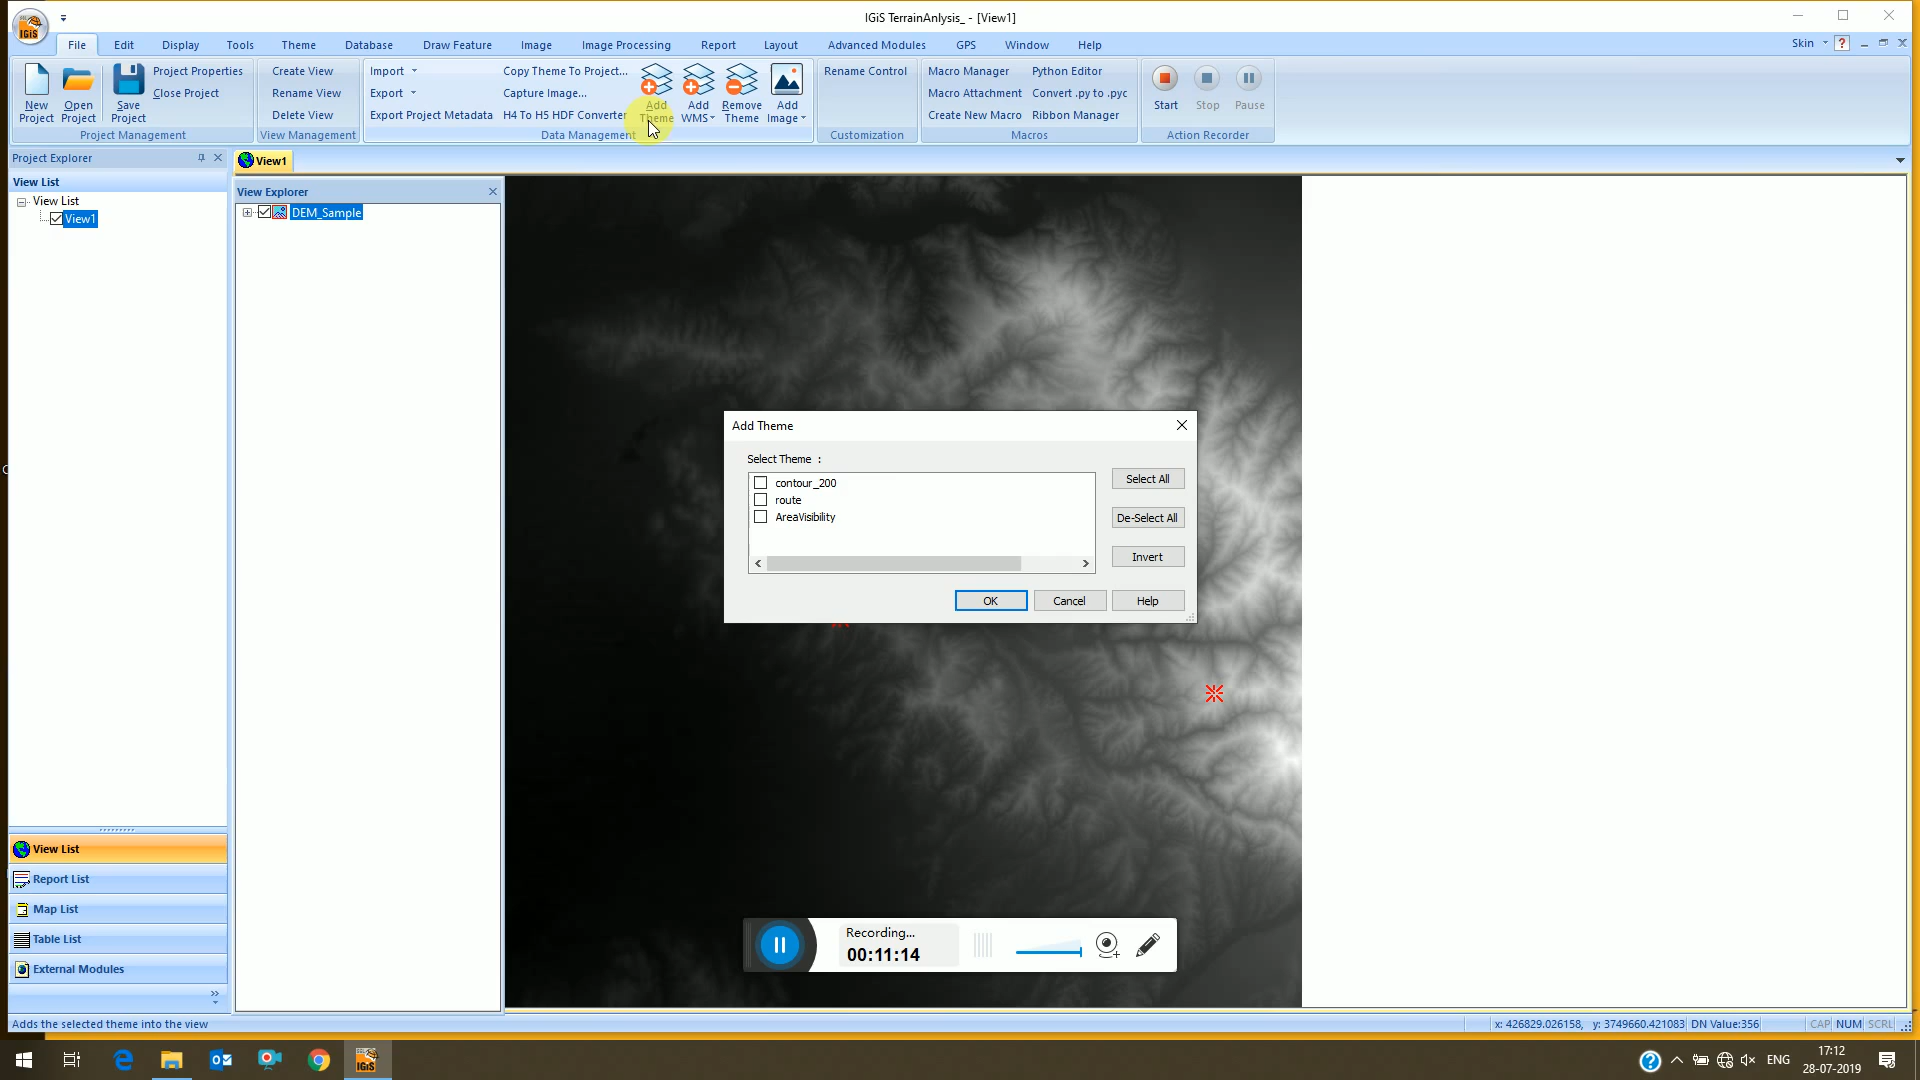 IGiS TerrainAnlysis_ - [View1]
IGiS
File Edit Display Tools Theme Database Draw Feature Image Image Processing Report Layout Advanced Modules GPS Window Help Skin
New Project
Open Project
Save Project
Project Properties
Close Project
Project Management
Create View
Rename View
Delete View
View Management
Import
Export
Export Project Metadata
Copy Theme To Project...
Capture Image...
H4 To H5 HDF Converter
Add Theme
Add WMS
Remove Theme
Add Image
Data Management
Rename Control
Customization
Macro Manager
Macro Attachment
Create New Macro
Python Editor
Convert .py to .pyc
Ribbon Manager
Macros
Start
Stop
Pause
Action Recorder
Project Explorer
View List
View List
View1
View1
View Explorer
DEM_Sample
Add Theme
Select Theme :
contour_200
route
AreaVisibility
Select All
De-Select All
Invert
OK
Cancel
Help
Recording...
00:11:14
View List
Report List
Map List
Table List
External Modules
Adds the selected theme into the view
x: 426829.026158, y: 3749660.421083 DN Value:356 CAP NUM SCRL
IGiS
ENG
17:12
28-07-2019